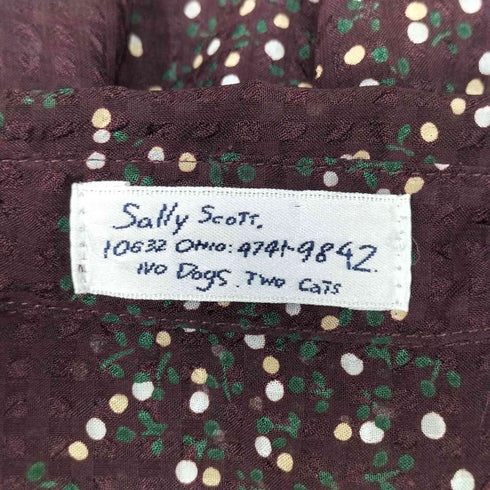 Sally Scott.
10632 OHIO: 4741-9842.
NO DOGS. TWO CATS